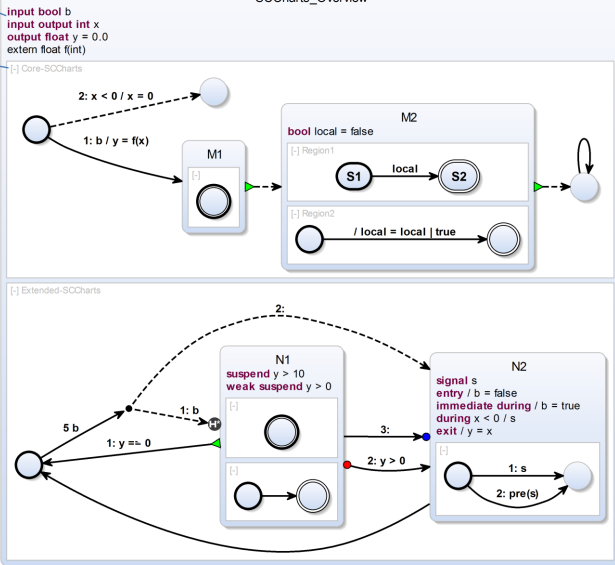 SCCharts_Overview
input bool b
input output int x
output float y = 0.0
extern float f(int)
[-] Core-SCCharts
2: x < 0 / x = 0
1: b / y = f(x)
M1
[-]
M2
bool local = false
[-] Region1
S1
local
S2
[-] Region2
/ local = local | true
[-] Extended-SCCharts
2:
5 b
1: b
H*
1: y == 0
N1
suspend y > 10
weak suspend y > 0
[-]
[-]
3:
2: y > 0
N2
signal s
entry / b = false
immediate during / b = true
during x < 0 / s
exit / y = x
[-]
1: s
2: pre(s)